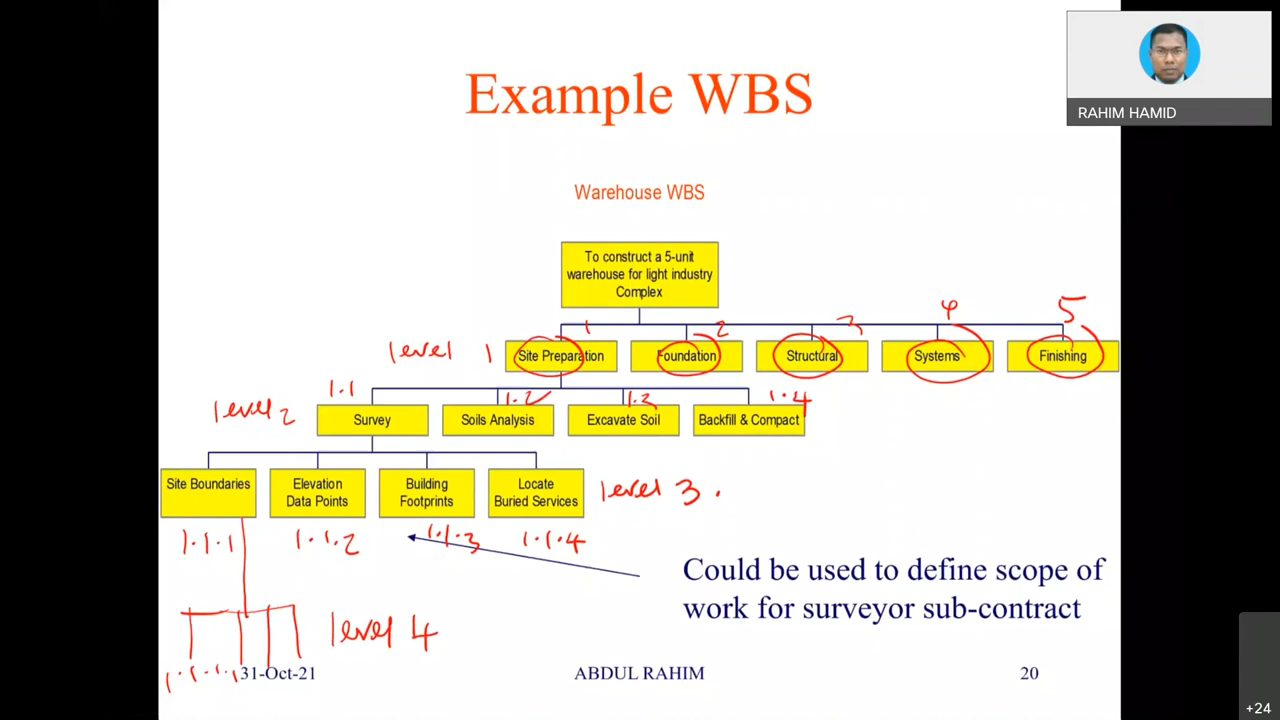 Example WBS
RAHIM HAMID
Warehouse WBS
To construct a 5-unit
warehouse for light industry
Complex
1 2 3 4 5
level 1
Site Preparation
Foundation
Structural
Systems
Finishing
1.1 1.2 1.3 1.4
level 2
Survey
Soils Analysis
Excavate Soil
Backfill & Compact
Site Boundaries
Elevation
Data Points
Building
Footprints
Locate
Buried Services
level 3.
1.1.1 1.1.2 1.1.3 1.1.4
Could be used to define scope of
work for surveyor sub-contract
level 4
1.1.1.1
31-Oct-21
ABDUL RAHIM
20
+24